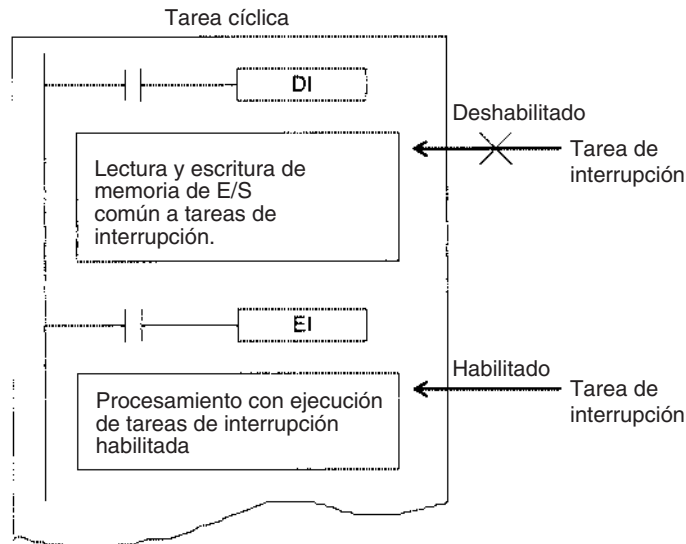 Tarea cíclica
DI
Deshabilitado
Tarea de
interrupción
Lectura y escritura de
memoria de E/S
común a tareas de
interrupción.
EI
Habilitado
Tarea de
interrupción
Procesamiento con ejecución
de tareas de interrupción
habilitada